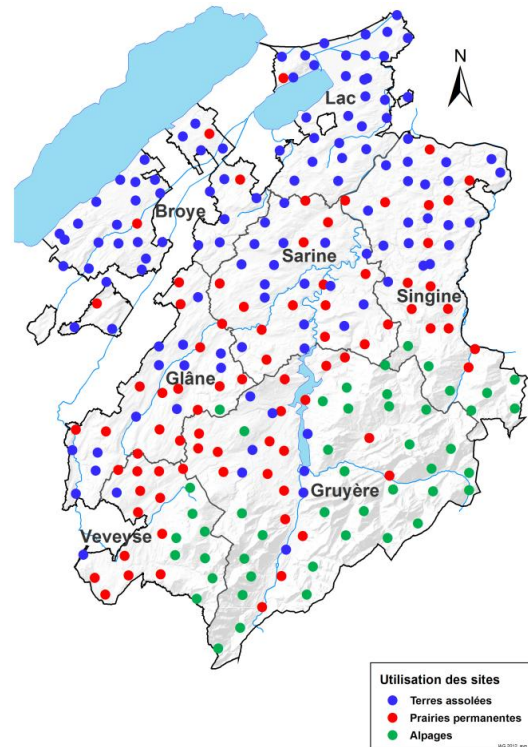 N
Lac
Broye
Sarine
Singine
Glâne
Gruyère
Veveyse
Utilisation des sites
Terres assolées
Prairies permanentes
Alpages